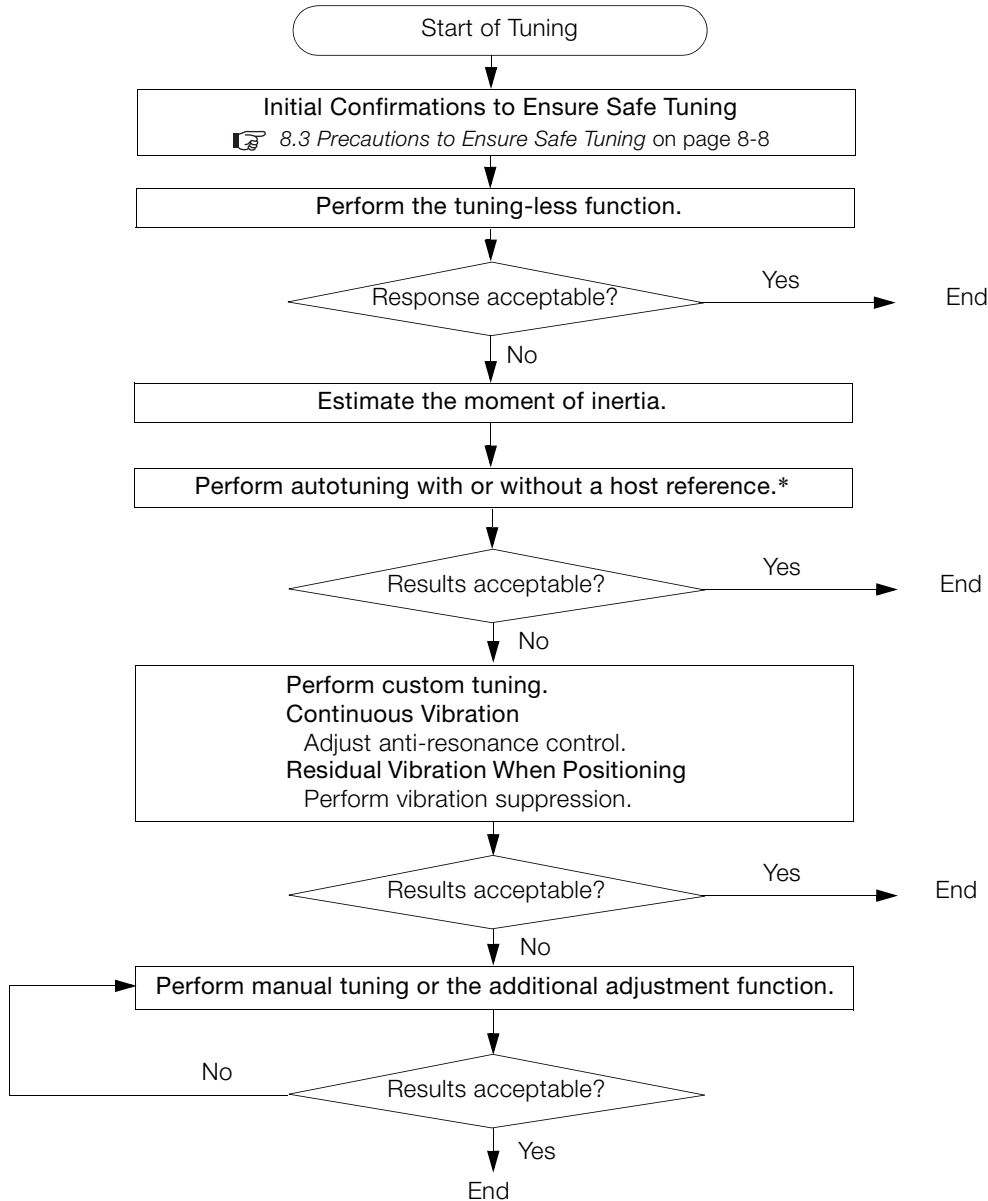 Start of Tuning
Initial Confirmations to Ensure Safe Tuning
8.3 Precautions to Ensure Safe Tuning on page 8-8
Perform the tuning-less function.
Response acceptable?
Yes
End
No
Estimate the moment of inertia.
Perform autotuning with or without a host reference.*
Results acceptable?
Yes
End
No
Perform custom tuning.
Continuous Vibration
Adjust anti-resonance control.
Residual Vibration When Positioning
Perform vibration suppression.
Results acceptable?
Yes
End
No
Perform manual tuning or the additional adjustment function.
No
Results acceptable?
Yes
End